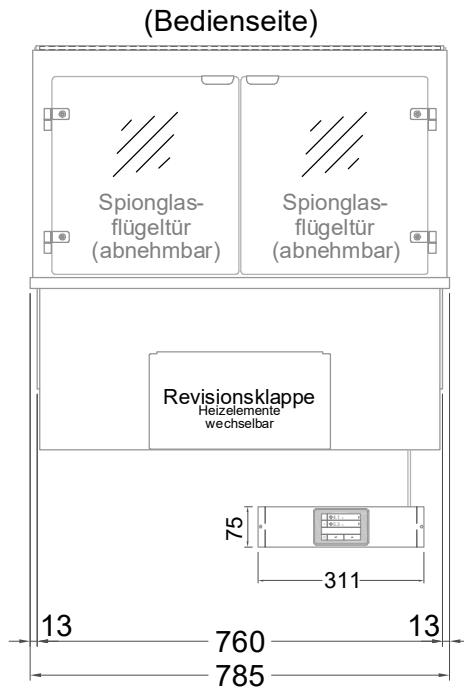 (Bedienseite)
Spionglas-
flügeltür
(abnehmbar)
Spionglas-
flügeltür
(abnehmbar)
Revisionsklappe
Heizelemente
wechselbar
75
311
13
760
13
785